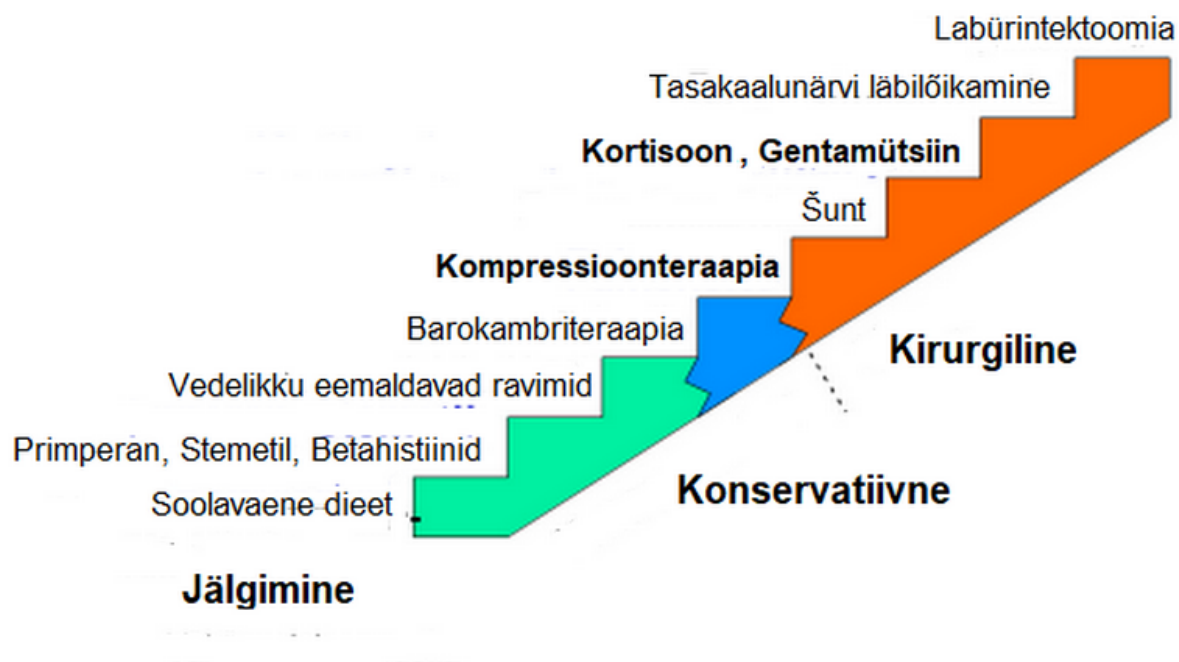 Labürintektoomia
Tasakaalunärvi läbilõikamine
Kortisoon , Gentamütsiin
Šunt
Kompressioonteraapia
Barokambriteraapia
Kirurgiline
Vedelikku eemaldavad ravimid
Primperan, Stemetil, Betahistiinid
Konservatiivne
Soolavaene dieet
Jälgimine